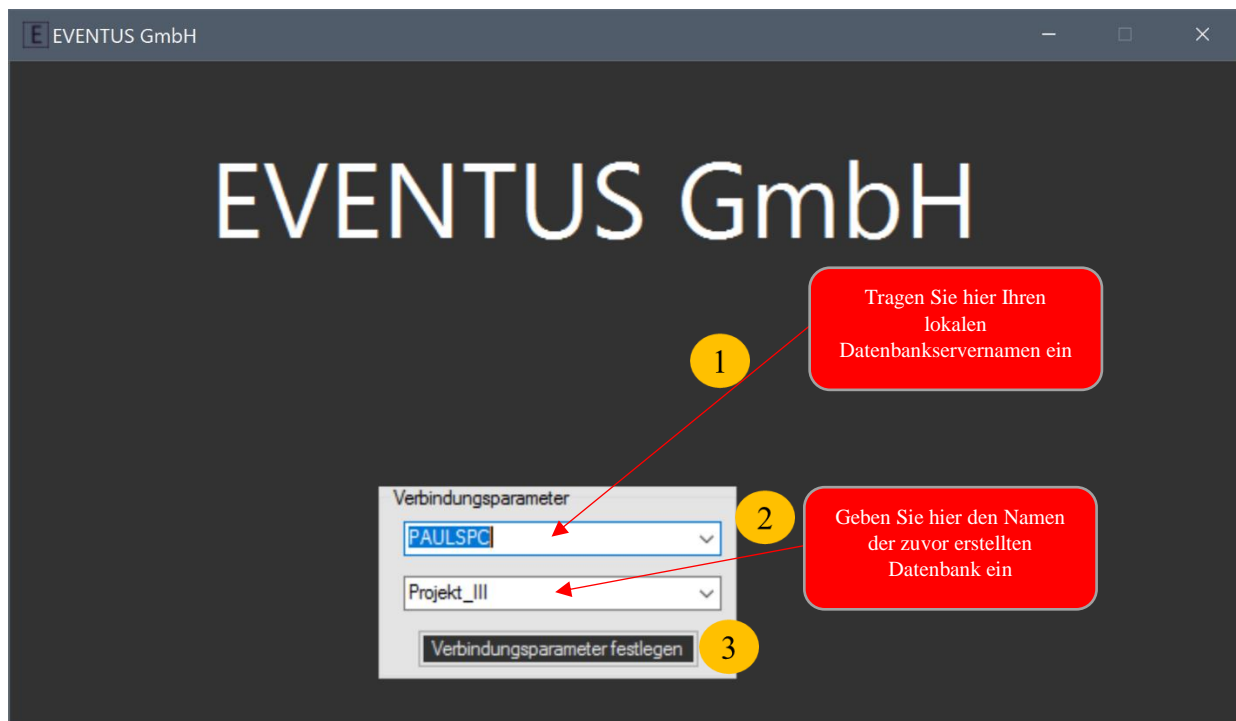 E EVENTUS GmbH
EVENTUS GmbH
Tragen Sie hier Ihren
lokalen
Datenbankservernamen ein
1
Verbindungsparameter
PAULSPC
2
Geben Sie hier den Namen
der zuvor erstellten
Datenbank ein
Projekt_III
Verbindungsparameter festlegen
3